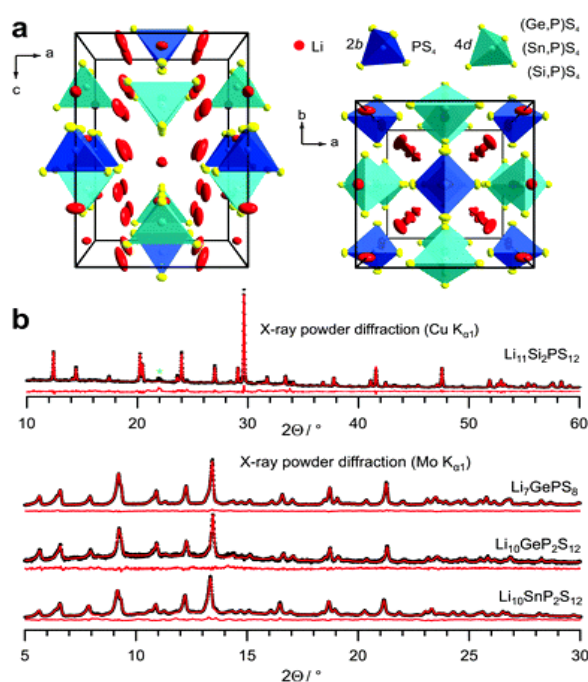 a
Li
2b
PS4
4d
(Ge,P)S4
(Sn,P)S4
(Si,P)S4
a
c
b
a
b
X-ray powder diffraction (Cu Kα1)
Li11Si2PS12
10 20 30 40 50 60
2Θ / °
X-ray powder diffraction (Mo Kα1)
Li7GePS8
Li10GeP2S12
Li10SnP2S12
5 10 15 20 25 30
2Θ / °